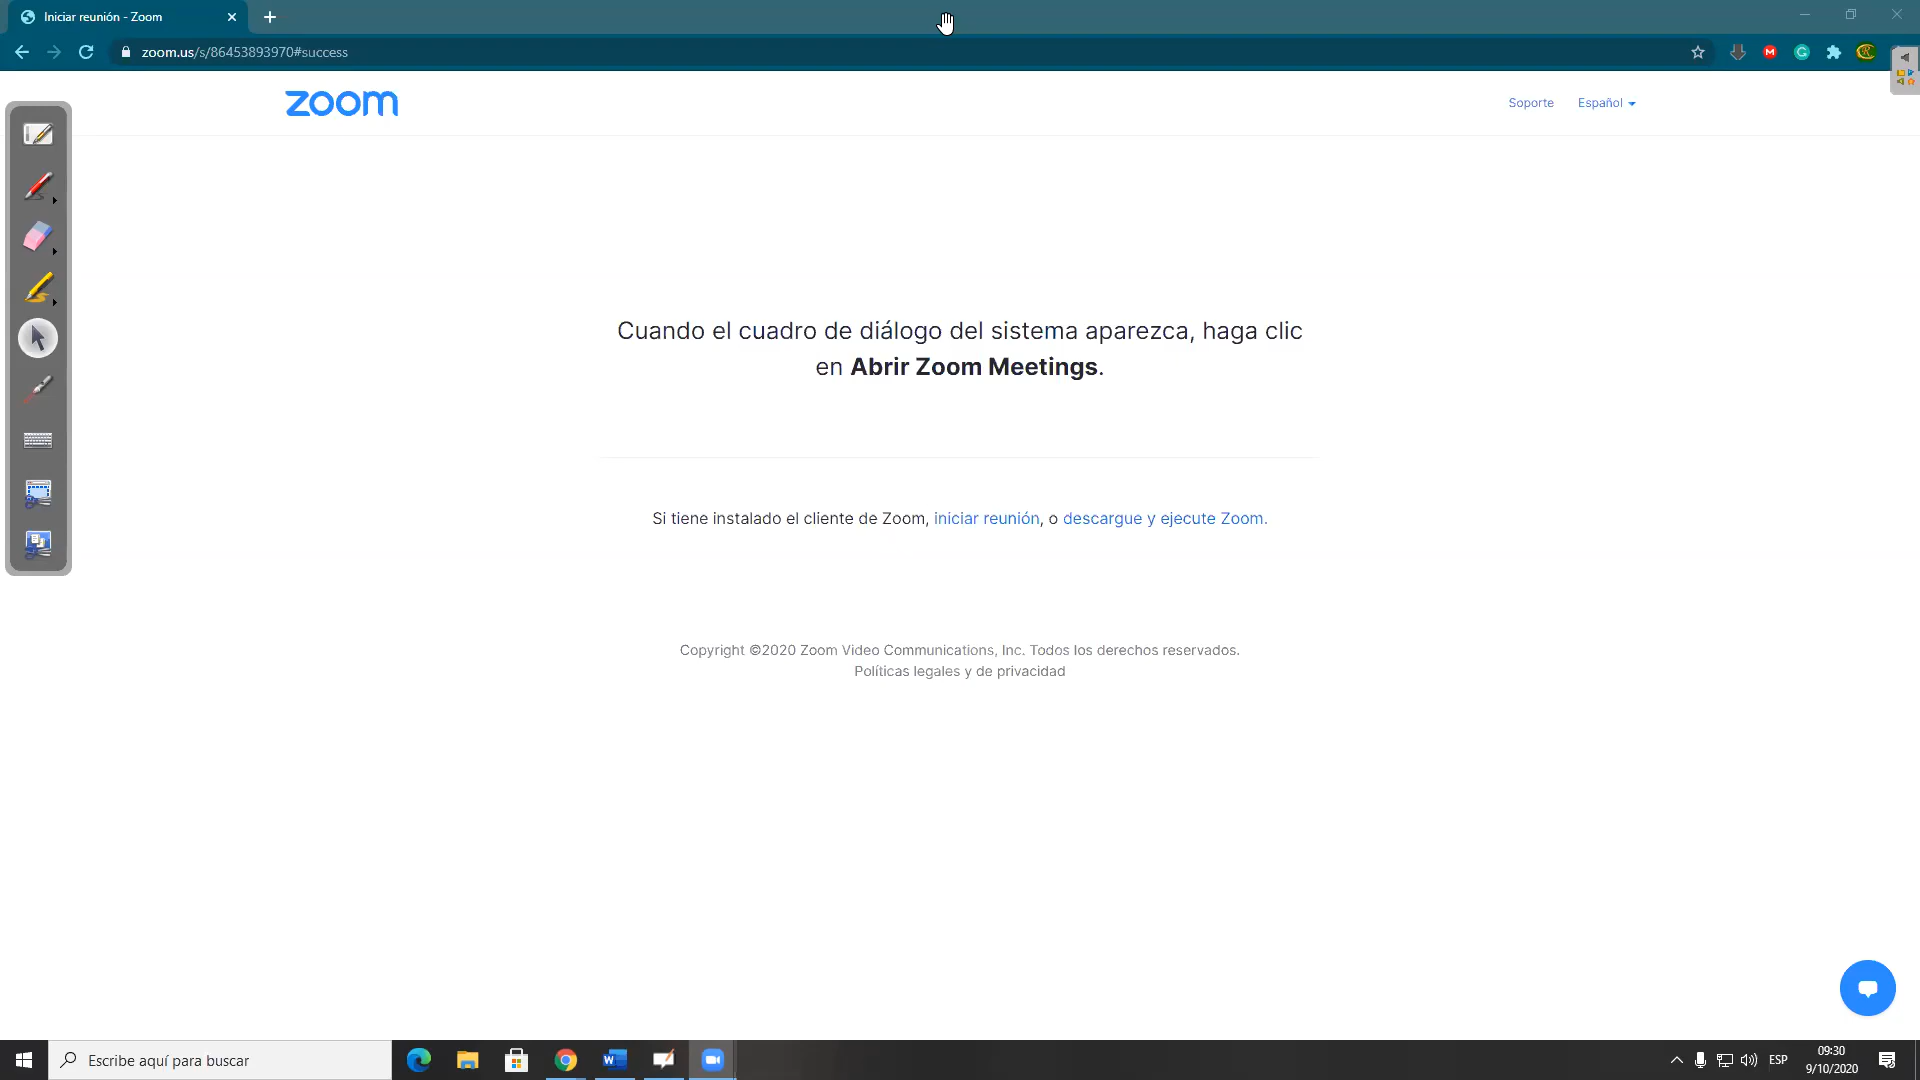 Iniciar reunión - Zoom
zoom.us/s/86453893970#success
zoom
Soporte
Español
Cuando el cuadro de diálogo del sistema aparezca, haga clic
en Abrir Zoom Meetings.
Si tiene instalado el cliente de Zoom, iniciar reunión, o descargue y ejecute Zoom.
Copyright ©2020 Zoom Video Communications, Inc. Todos los derechos reservados.
Políticas legales y de privacidad
Escribe aquí para buscar
ESP
09:30
9/10/2020